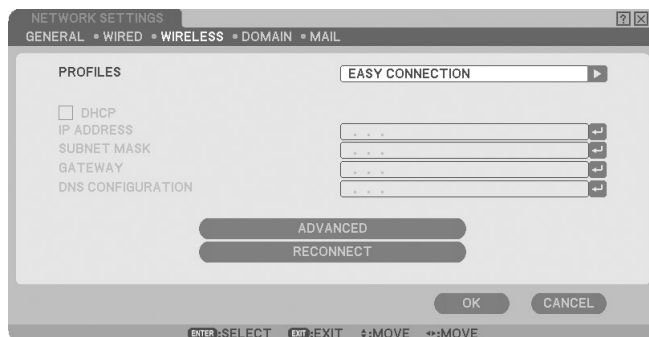 NETWORK SETTINGS ? X
GENERAL • WIRED • WIRELESS • DOMAIN • MAIL
PROFILES EASY CONNECTION
DHCP
IP ADDRESS . . .
SUBNET MASK . . .
GATEWAY . . .
DNS CONFIGURATION . . .
ADVANCED
RECONNECT
OK CANCEL
ENTER:SELECT EXIT:EXIT :MOVE :MOVE